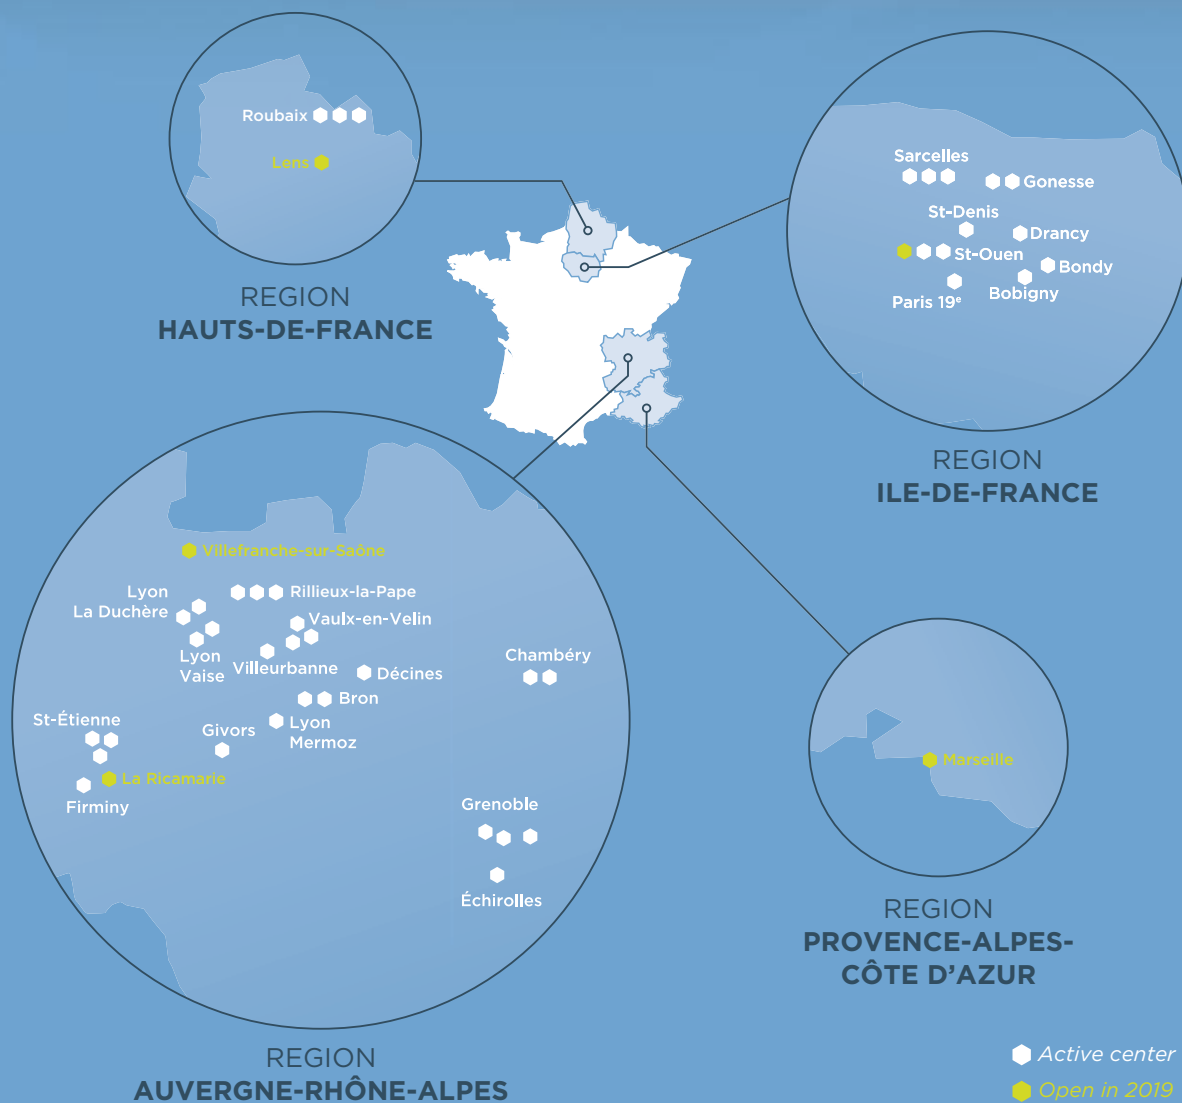 Roubaix
Lens
REGION
HAUTS-DE-FRANCE
Sarcelles
Gonesse
St-Denis
Drancy
St-Ouen
Bondy
Paris 19e
Bobigny
REGION
ILE-DE-FRANCE
Villefranche-sur-Saône
Lyon
La Duchère
Rillieux-la-Pape
Vaulx-en-Velin
Lyon
Vaise
Villeurbanne
Décines
Chambéry
Bron
St-Étienne
Givors
Lyon
Mermoz
La Ricamarie
Firminy
Grenoble
Échirolles
REGION
AUVERGNE-RHÔNE-ALPES
Marseille
REGION
PROVENCE-ALPES-
CÔTE D'AZUR
Active center
Open in 2019